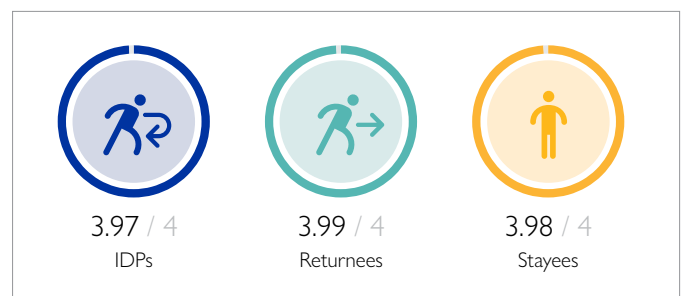 3.97 / 4
3.99 / 4
3.98 / 4
IDPs
Returnees
Stayees